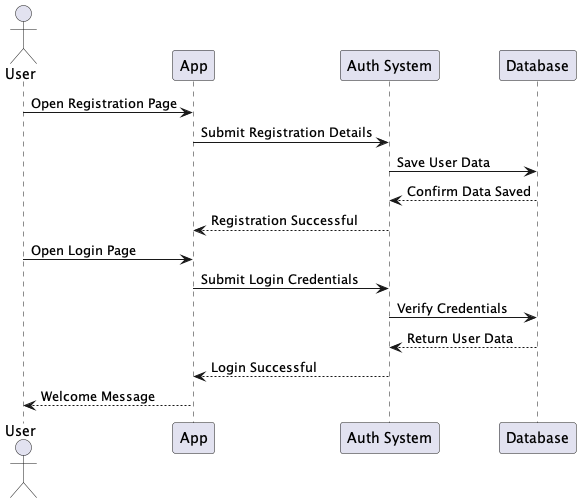 User
App
Auth System
Database
Open Registration Page
Submit Registration Details
Save User Data
Confirm Data Saved
Registration Successful
Open Login Page
Submit Login Credentials
Verify Credentials
Return User Data
Login Successful
Welcome Message
User
App
Auth System
Database